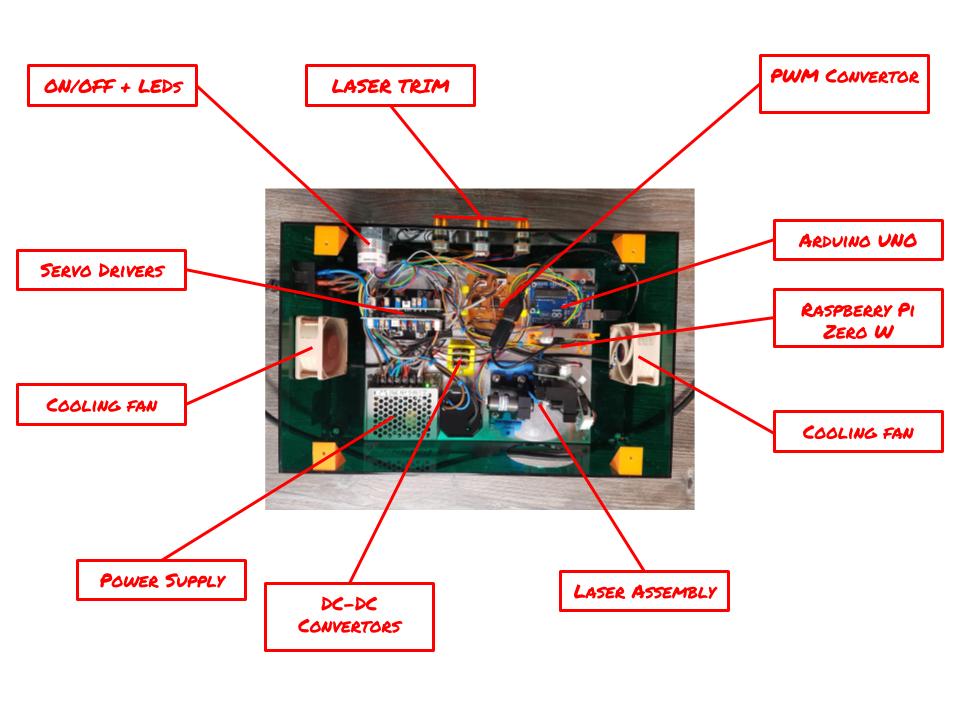 ON/OFF + LEDs
LASER TRIM
PWM Convertor
Arduino UNO
Servo Drivers
Raspberry Pi
Zero W
Cooling fan
Cooling fan
Power Supply
DC-DC
Convertors
Laser Assembly